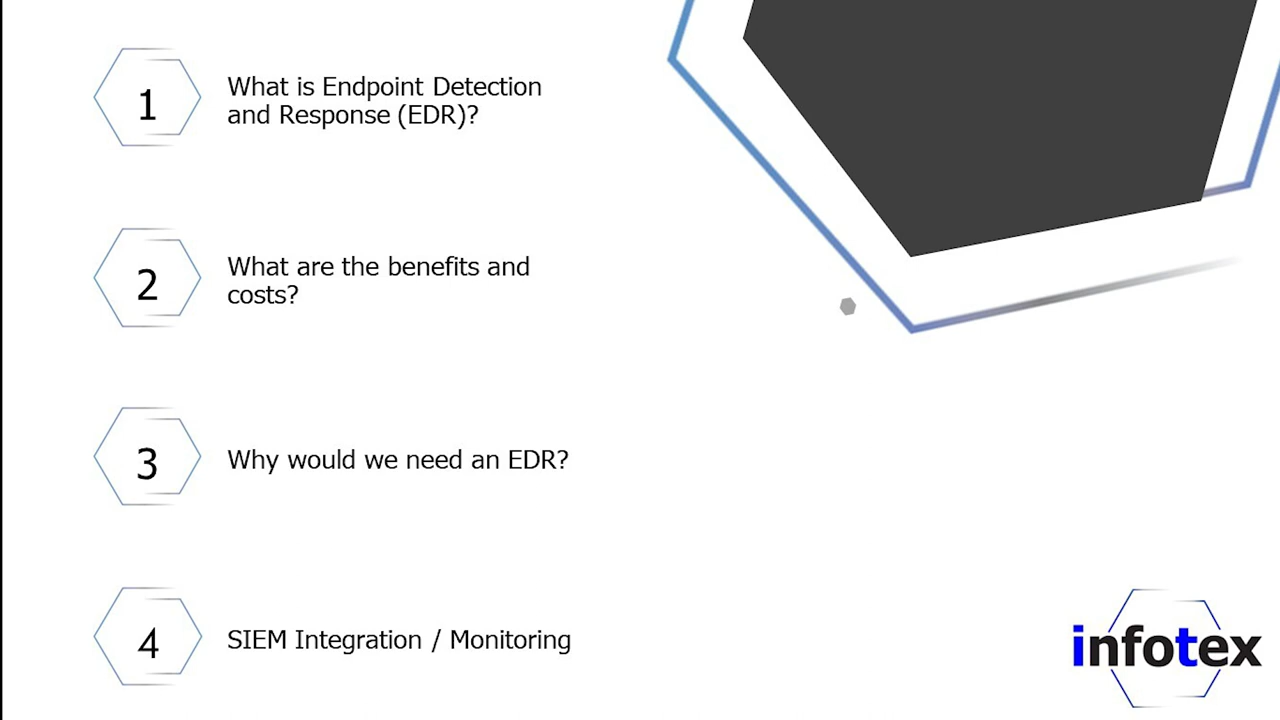 1
What is Endpoint Detection
and Response (EDR)?
2
What are the benefits and
costs?
3
Why would we need an EDR?
4
SIEM Integration / Monitoring
infotex